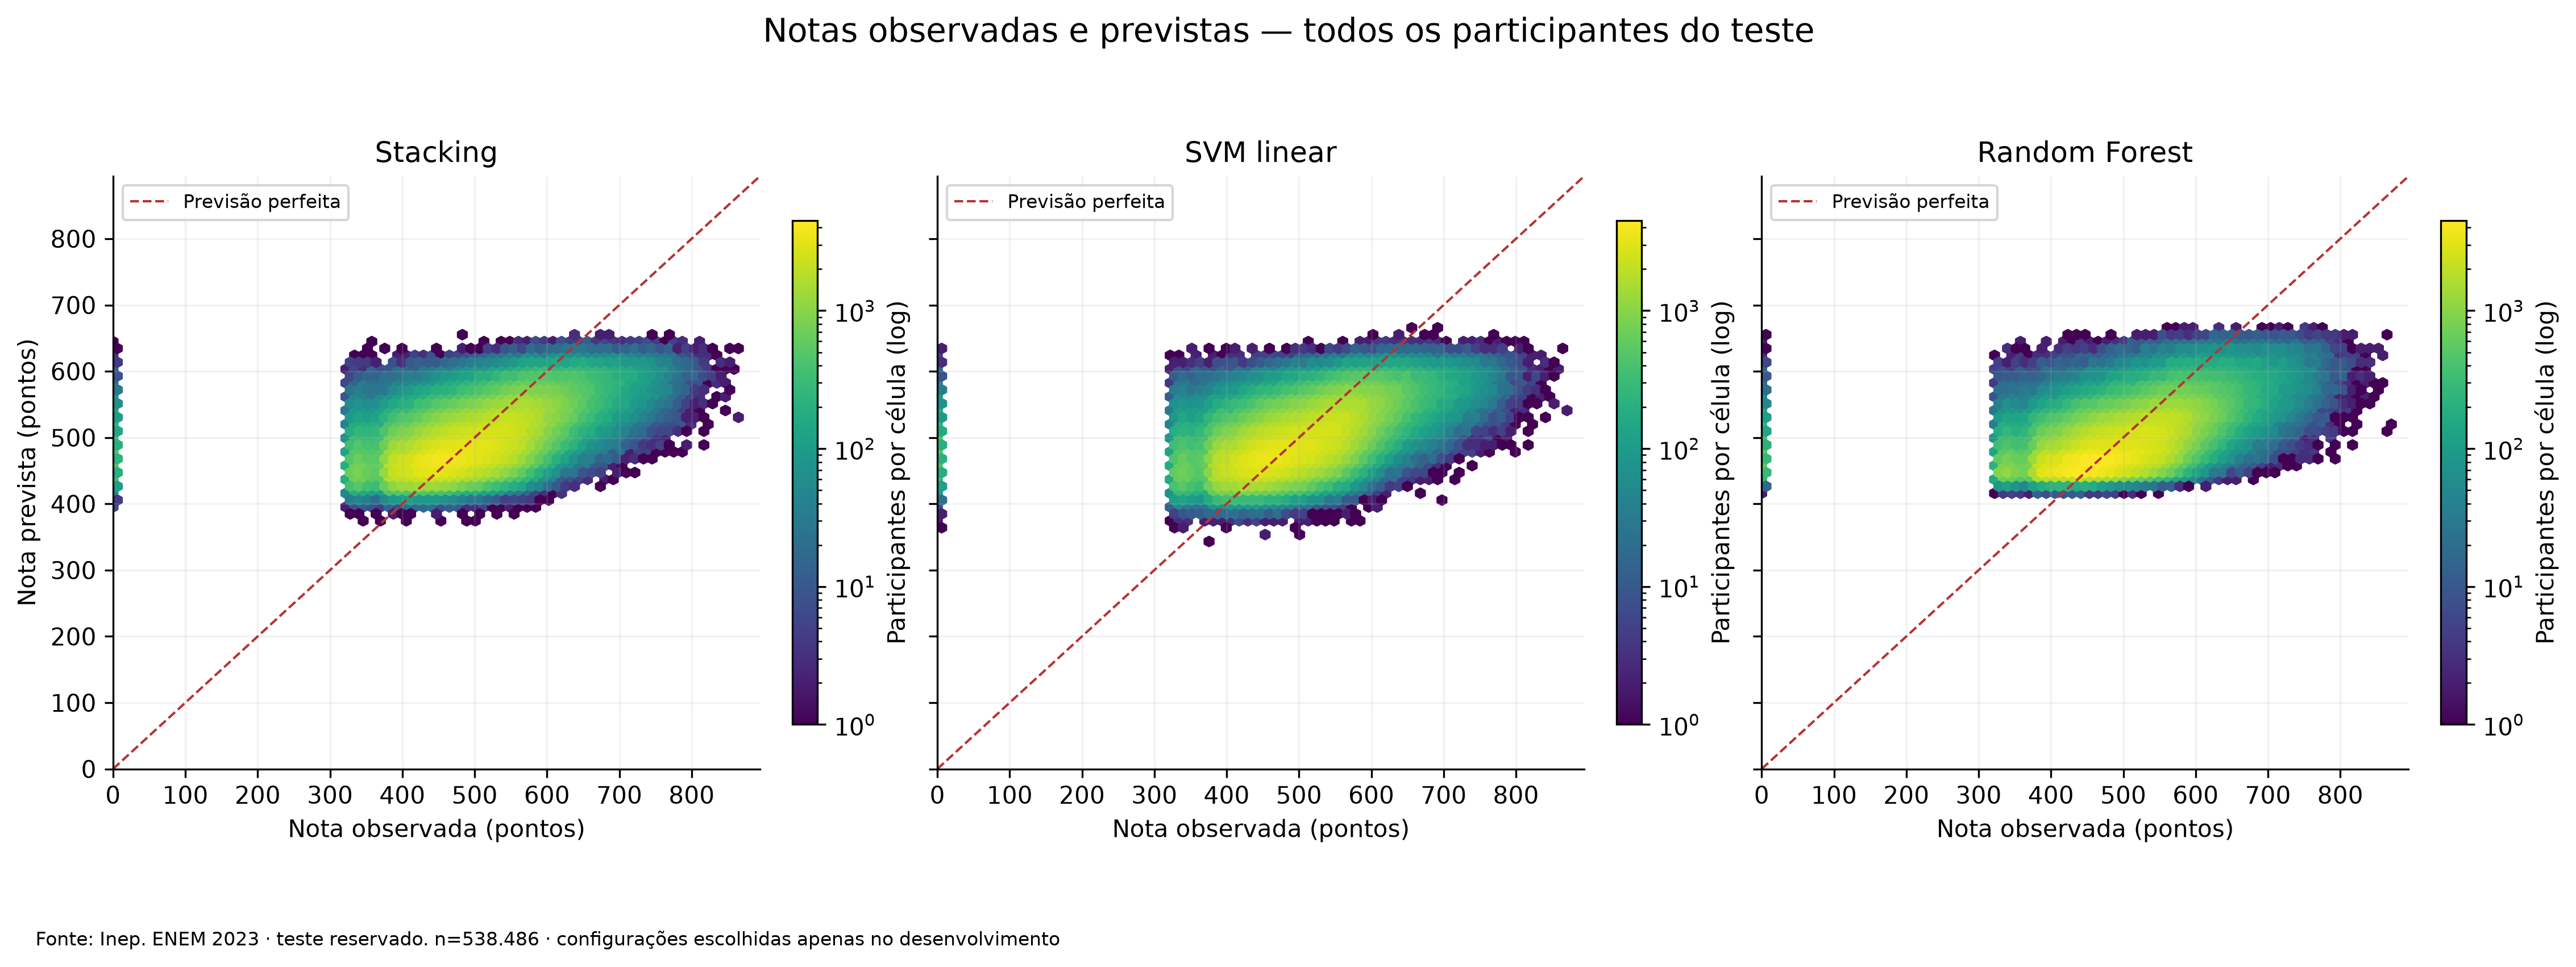 Notas observadas e previstas — todos os participantes do teste
Stacking
Previsão perfeita
Nota prevista (pontos)
800
700
600
500
400
300
200
100
0
0 100 200 300 400 500 600 700 800
Nota observada (pontos)
10³
10²
10¹
10⁰
Participantes por célula (log)
SVM linear
Previsão perfeita
0 100 200 300 400 500 600 700 800
Nota observada (pontos)
10³
10²
10¹
10⁰
Participantes por célula (log)
Random Forest
Previsão perfeita
0 100 200 300 400 500 600 700 800
Nota observada (pontos)
10³
10²
10¹
10⁰
Participantes por célula (log)
Fonte: Inep. ENEM 2023 · teste reservado. n=538.486 · configurações escolhidas apenas no desenvolvimento